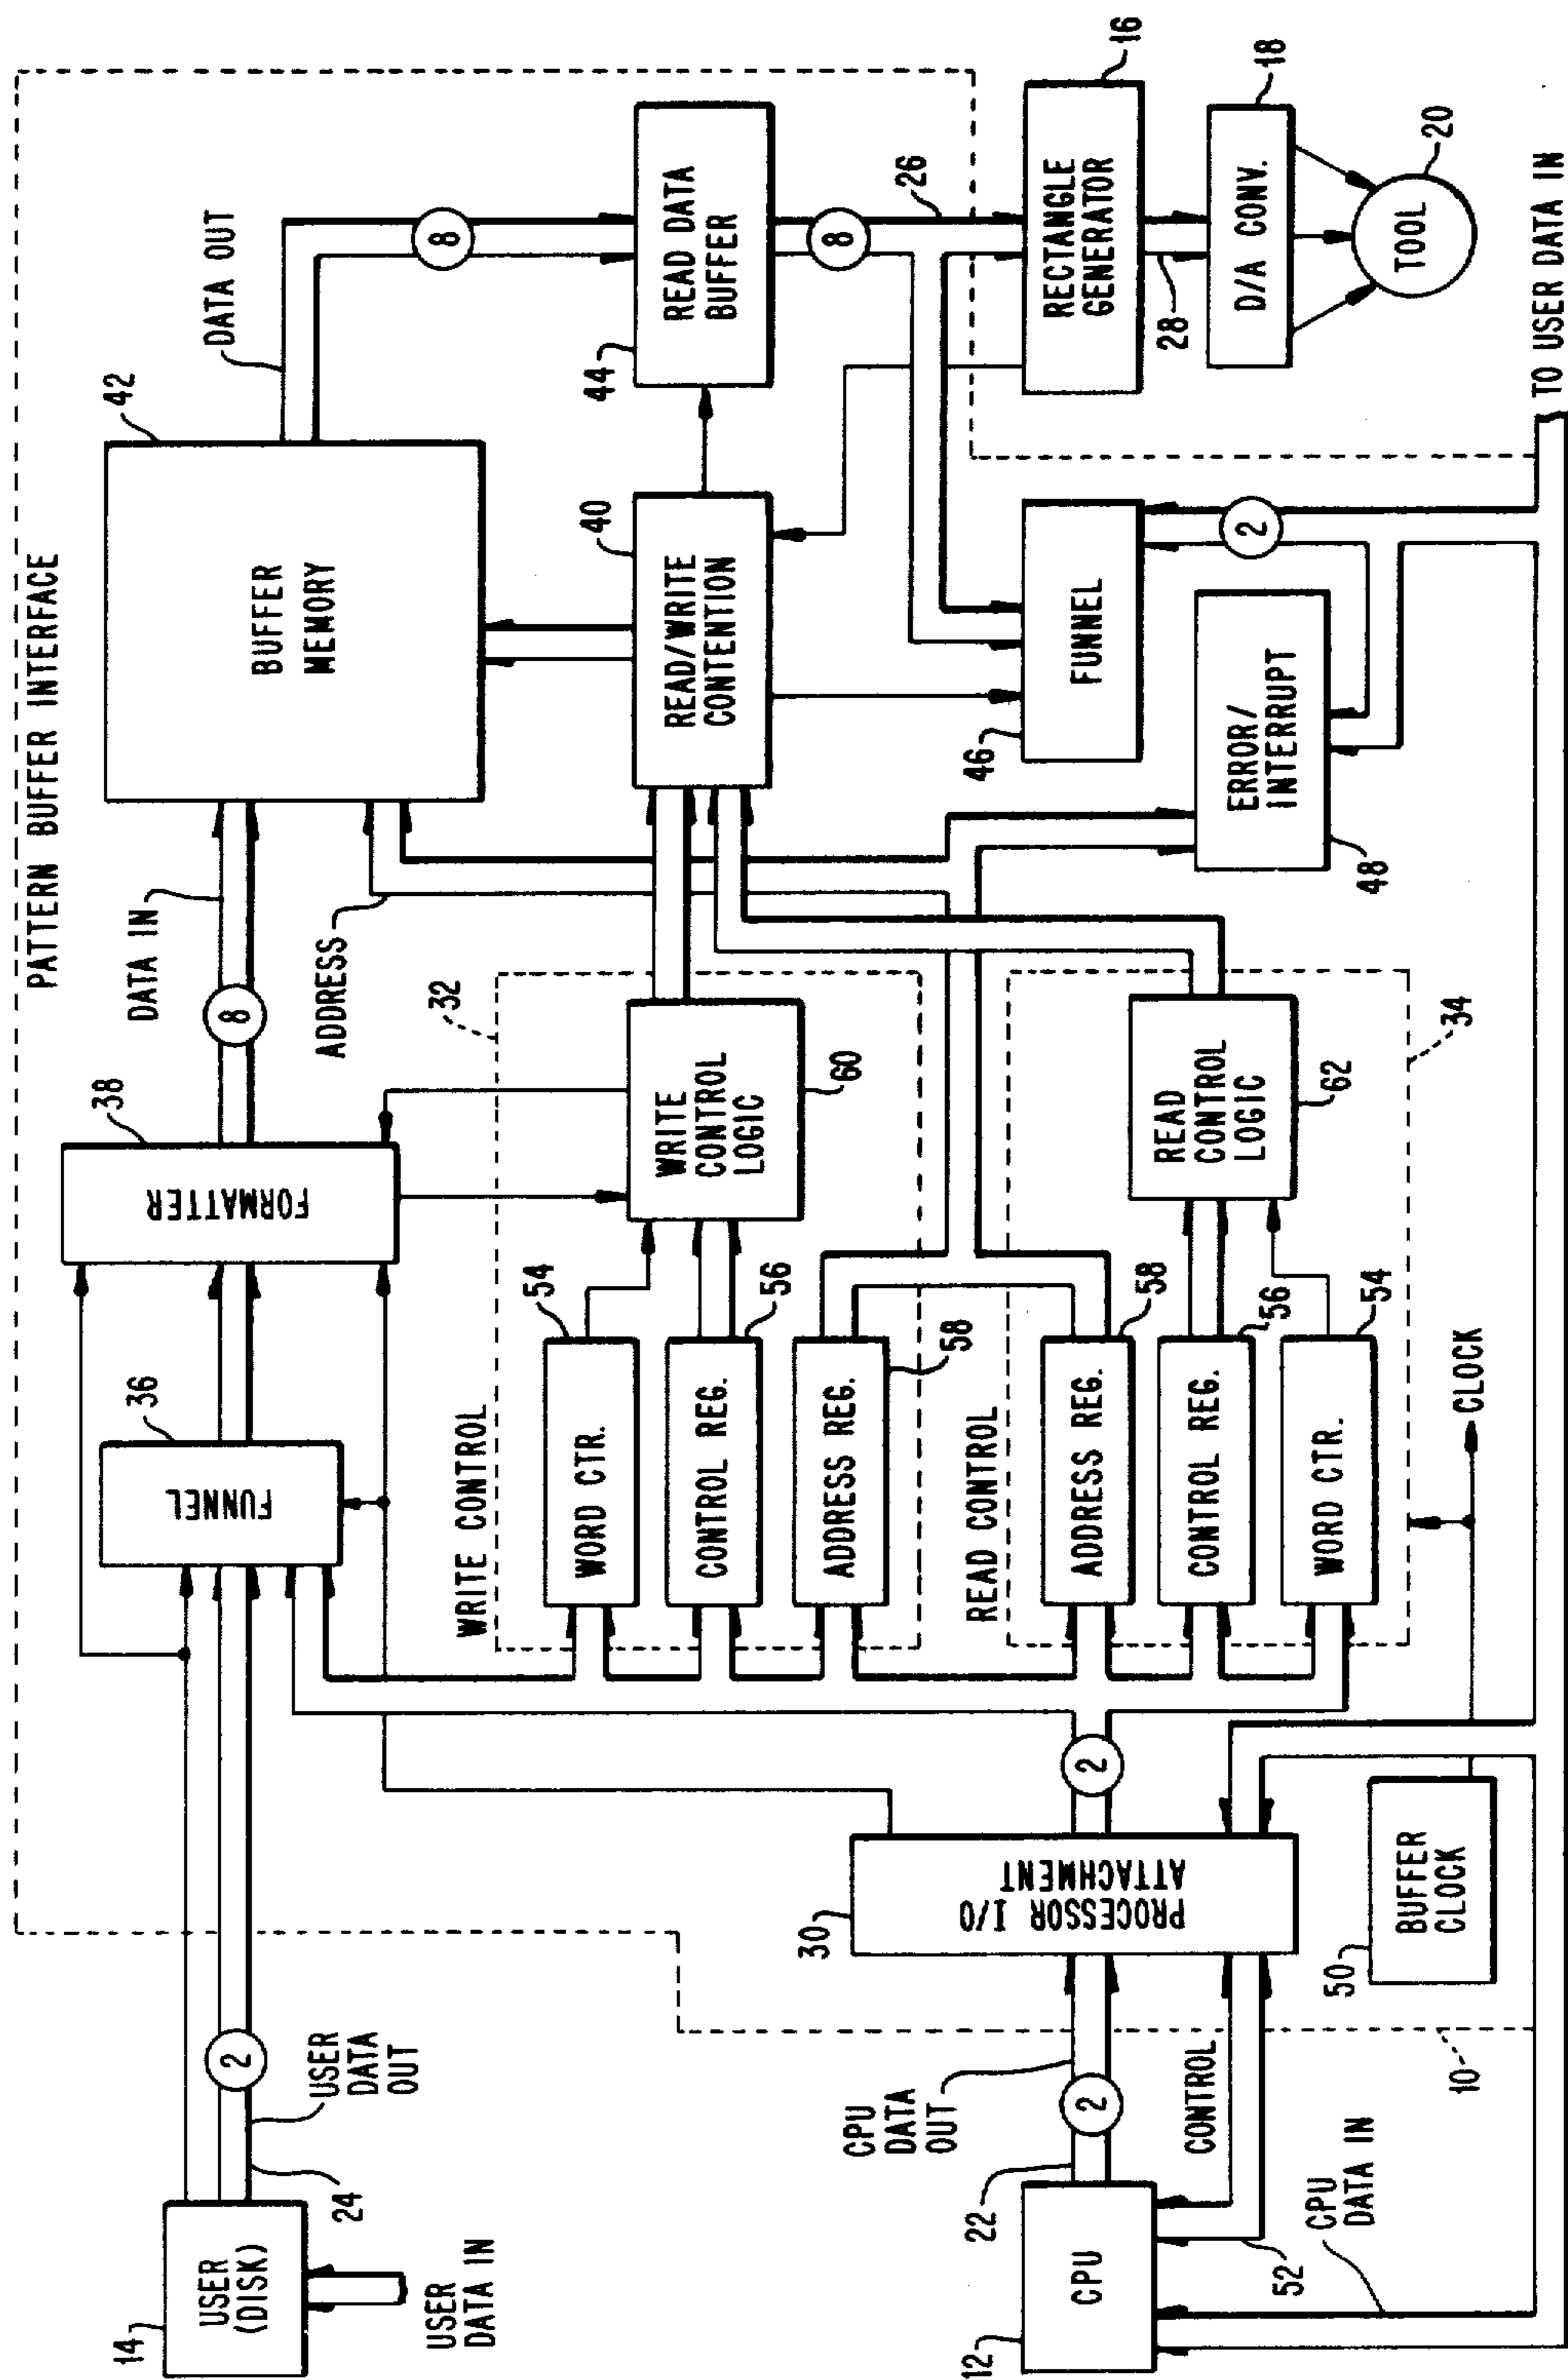 PATTERN BUFFER INTERFACE
14
USER
(DISK)
USER
DATA IN
24
2
USER
DATA
OUT
36
FUNNEL
38
FORMATTER
8
DATA IN
ADDRESS
42
BUFFER
MEMORY
DATA OUT
8
44
READ DATA
BUFFER
8
26
40
READ/WRITE
CONTENTION
WRITE CONTROL
32
54
WORD CTR.
56
CONTROL REG.
58
ADDRESS REG.
WRITE
CONTROL
LOGIC
60
READ CONTROL
34
58
ADDRESS REG.
56
CONTROL REG.
54
WORD CTR.
READ
CONTROL
LOGIC
62
46
FUNNEL
2
ERROR/
INTERRUPT
48
16
RECTANGLE
GENERATOR
28
18
D/A CONV.
20
TOOL
12
CPU
22
2
CPU
DATA
OUT
CONTROL
52
CPU
DATA IN
10
30
PROCESSOR I/O
ATTACHMENT
2
50
BUFFER
CLOCK
CLOCK
TO USER DATA IN